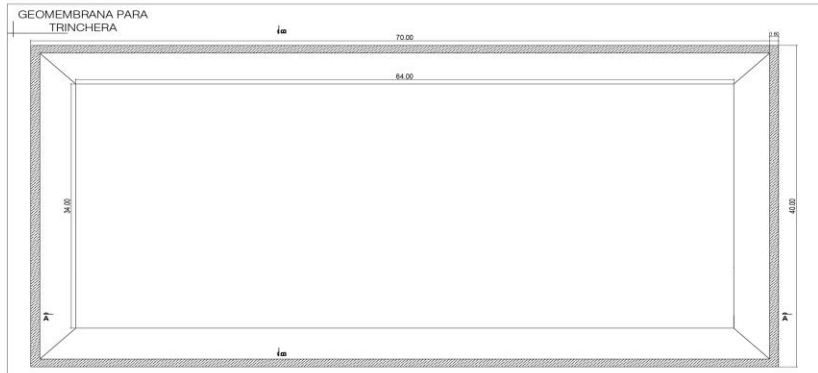 GEOMEMBRANA PARA
TRINCHERA
B
70.00
64.00
34.00
40.00
A
A
B